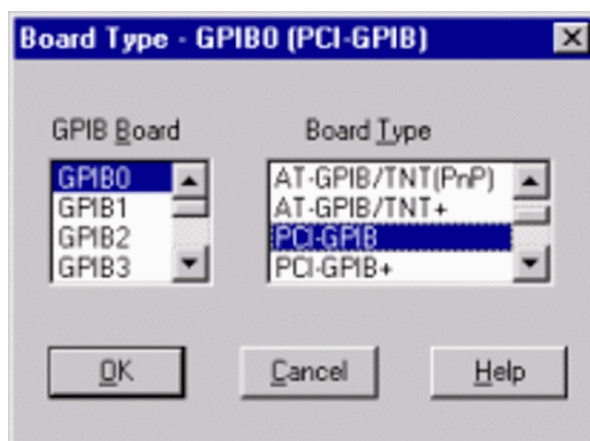 Board Type - GPIB0 (PCI-GPIB)
GPIB Board
Board Type
GPIB0
GPIB1
GPIB2
GPIB3
AT-GPIB/TNT(PnP)
AT-GPIB/TNT+
PCI-GPIB
PCI-GPIB+
OK
Cancel
Help